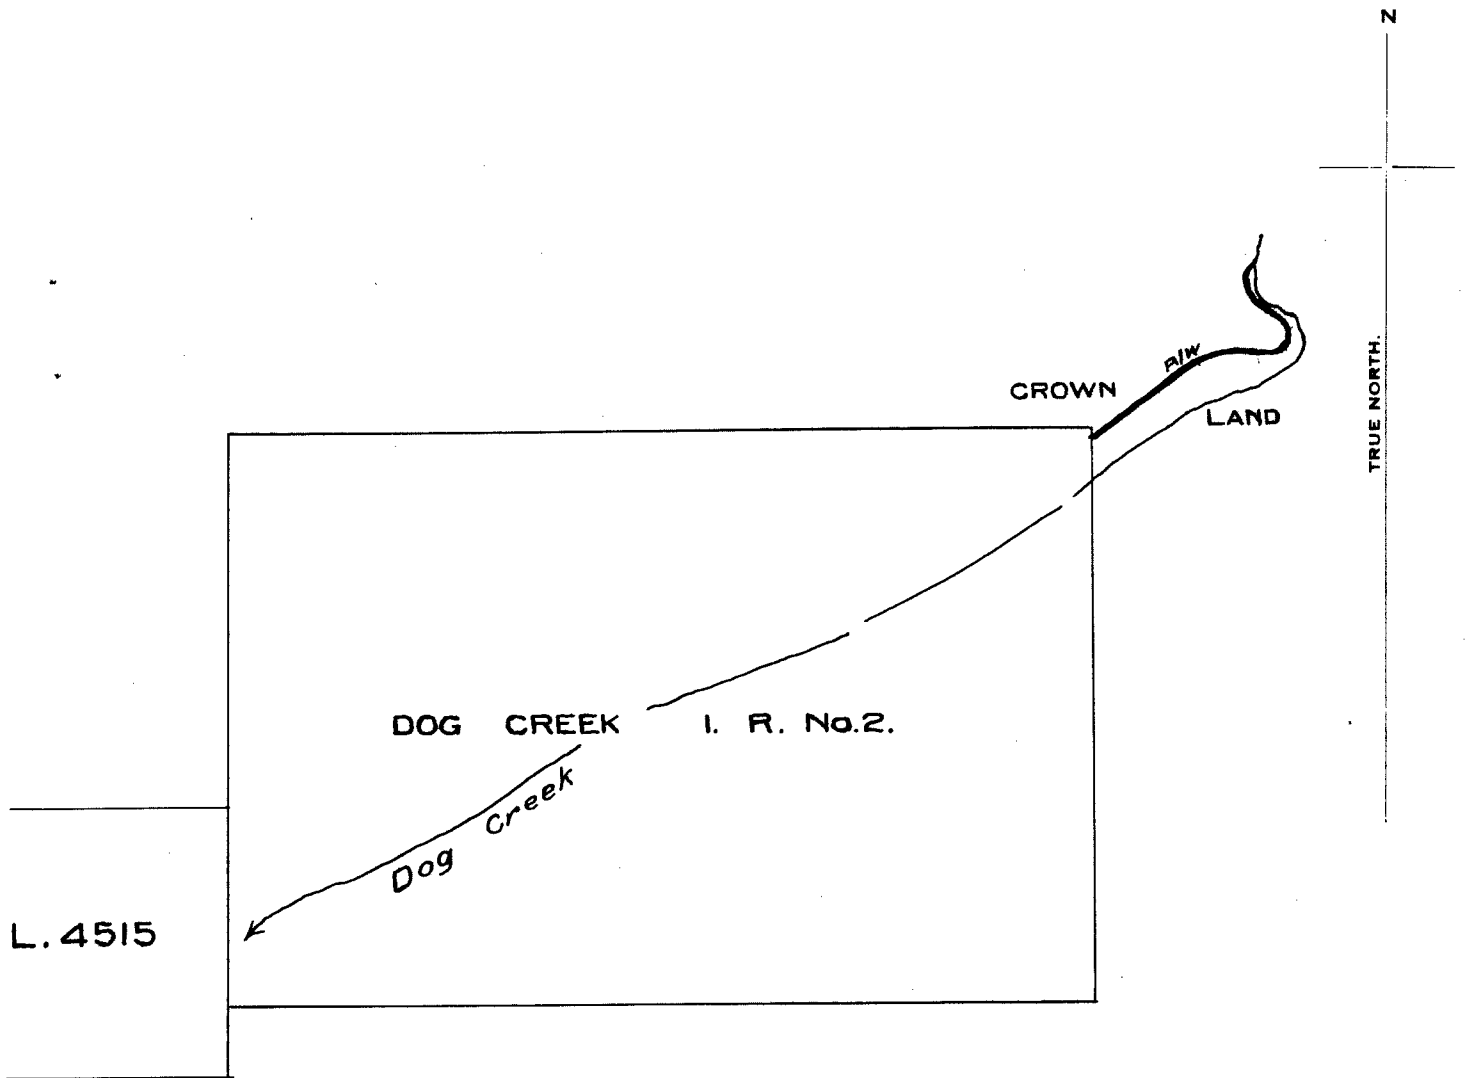 N
TRUE NORTH.
R/W
CROWN
LAND
DOG CREEK I. R. No.2.
Dog Creek
L. 4515